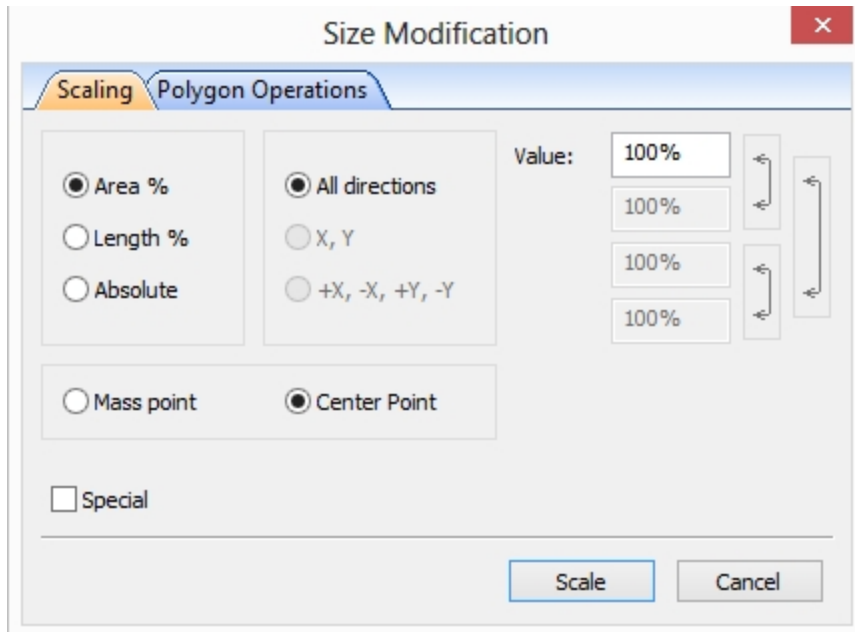 Size Modification
Scaling
Polygon Operations
Area %
All directions
Value:
100%
Length %
X, Y
100%
Absolute
+X, -X, +Y, -Y
100%
100%
Mass point
Center Point
Special
Scale
Cancel